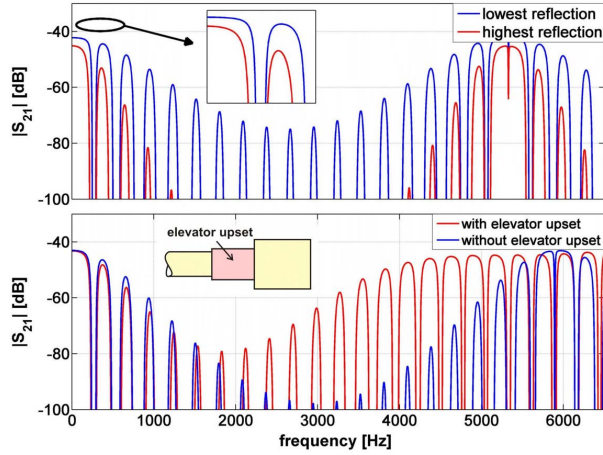 lowest reflection
highest reflection
|S21| [dB]
-40
-60
-80
-100
with elevator upset
without elevator upset
elevator upset
|S21| [dB]
-40
-60
-80
-100
0 1000 2000 3000 4000 5000 6000
frequency [Hz]